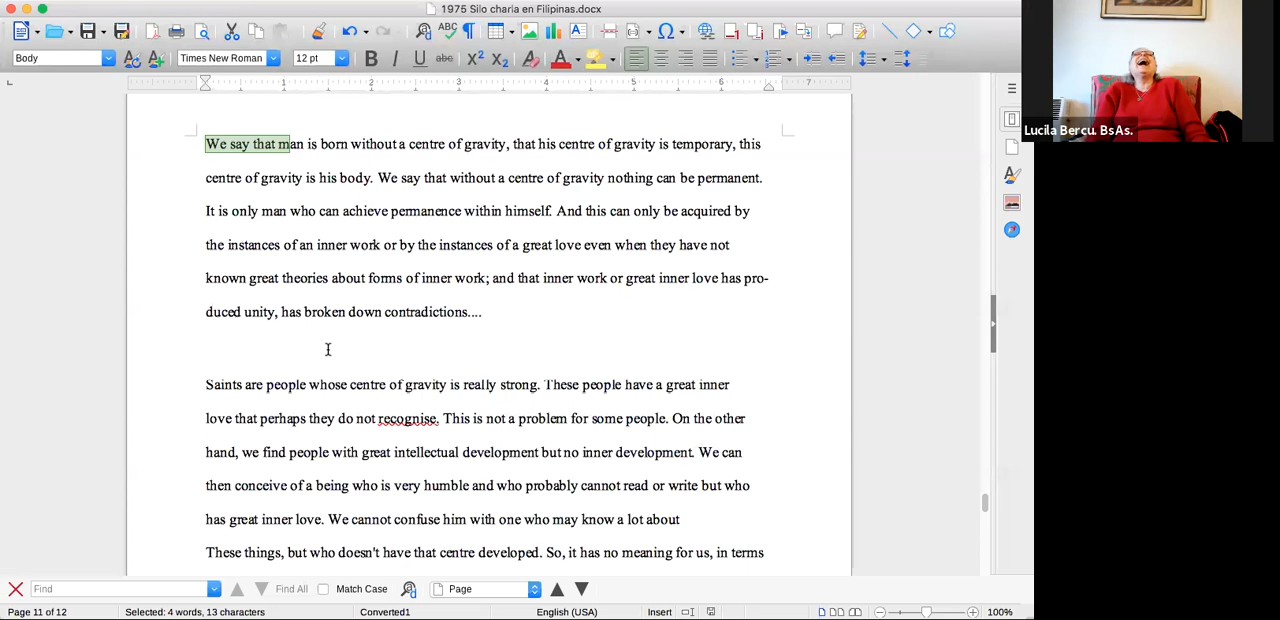 1975 Silo charla en Filipinas.docx
Body
Times New Roman
12 pt
1 2 3 4 5 6 7
We say that man is born without a centre of gravity, that his centre of gravity is temporary, this
centre of gravity is his body. We say that without a centre of gravity nothing can be permanent.
It is only man who can achieve permanence within himself. And this can only be acquired by
the instances of an inner work or by the instances of a great love even when they have not
known great theories about forms of inner work; and that inner work or great inner love has pro-
duced unity, has broken down contradictions....
Saints are people whose centre of gravity is really strong. These people have a great inner
love that perhaps they do not recognise. This is not a problem for some people. On the other
hand, we find people with great intellectual development but no inner development. We can
then conceive of a being who is very humble and who probably cannot read or write but who
has great inner love. We cannot confuse him with one who may know a lot about
These things, but who doesn't have that centre developed. So, it has no meaning for us, in terms
Find
Find All
Match Case
Page
Page 11 of 12
Selected: 4 words, 13 characters
Converted1
English (USA)
Insert
100%
Lucila Bercu. BsAs.